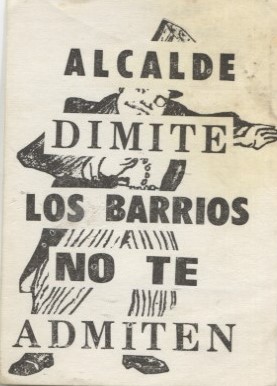 ALCALDE
DIMITE
LOS BARRIOS
NO TE
ADMITEN